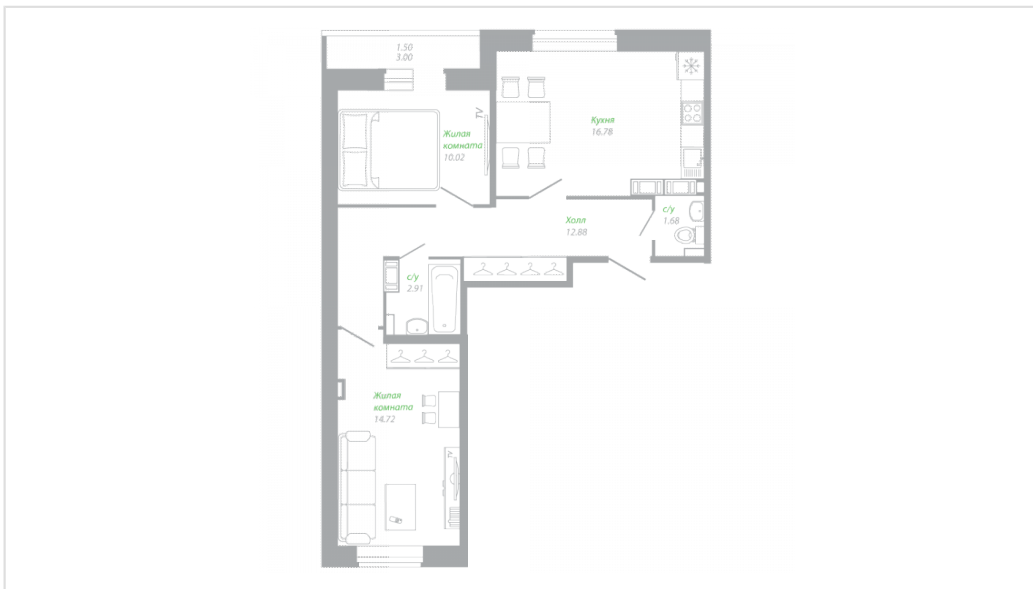 1.50
3.00
TV
Жилая
комната
10.02
Кухня
16.78
с/у
1.68
Холл
12.88
с/у
2.91
Жилая
комната
14.72
TV